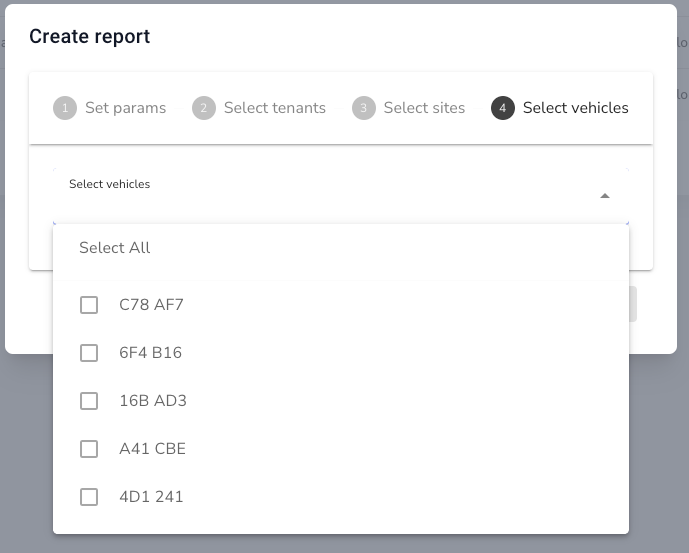 Create report
1 Set params 2 Select tenants 3 Select sites 4 Select vehicles
Select vehicles
Select All
C78 AF7
6F4 B16
16B AD3
A41 CBE
4D1 241